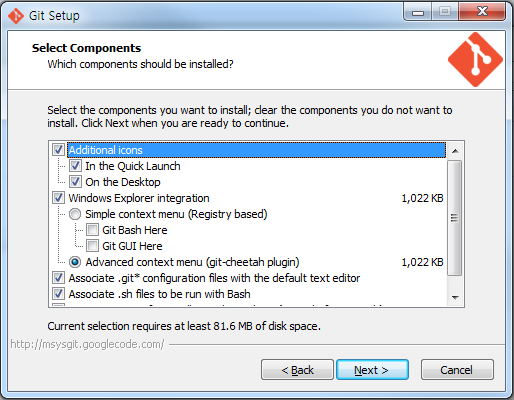 Git Setup
Select Components
Which components should be installed?
Select the components you want to install; clear the components you do not want to
install. Click Next when you are ready to continue.
Additional icons
In the Quick Launch
On the Desktop
Windows Explorer integration 1,022 KB
Simple context menu (Registry based)
Git Bash Here
Git GUI Here
Advanced context menu (git-cheetah plugin) 1,022 KB
Associate .git* configuration files with the default text editor
Associate .sh files to be run with Bash
Current selection requires at least 81.6 MB of disk space.
http://msysgit.googlecode.com/
< Back
Next >
Cancel